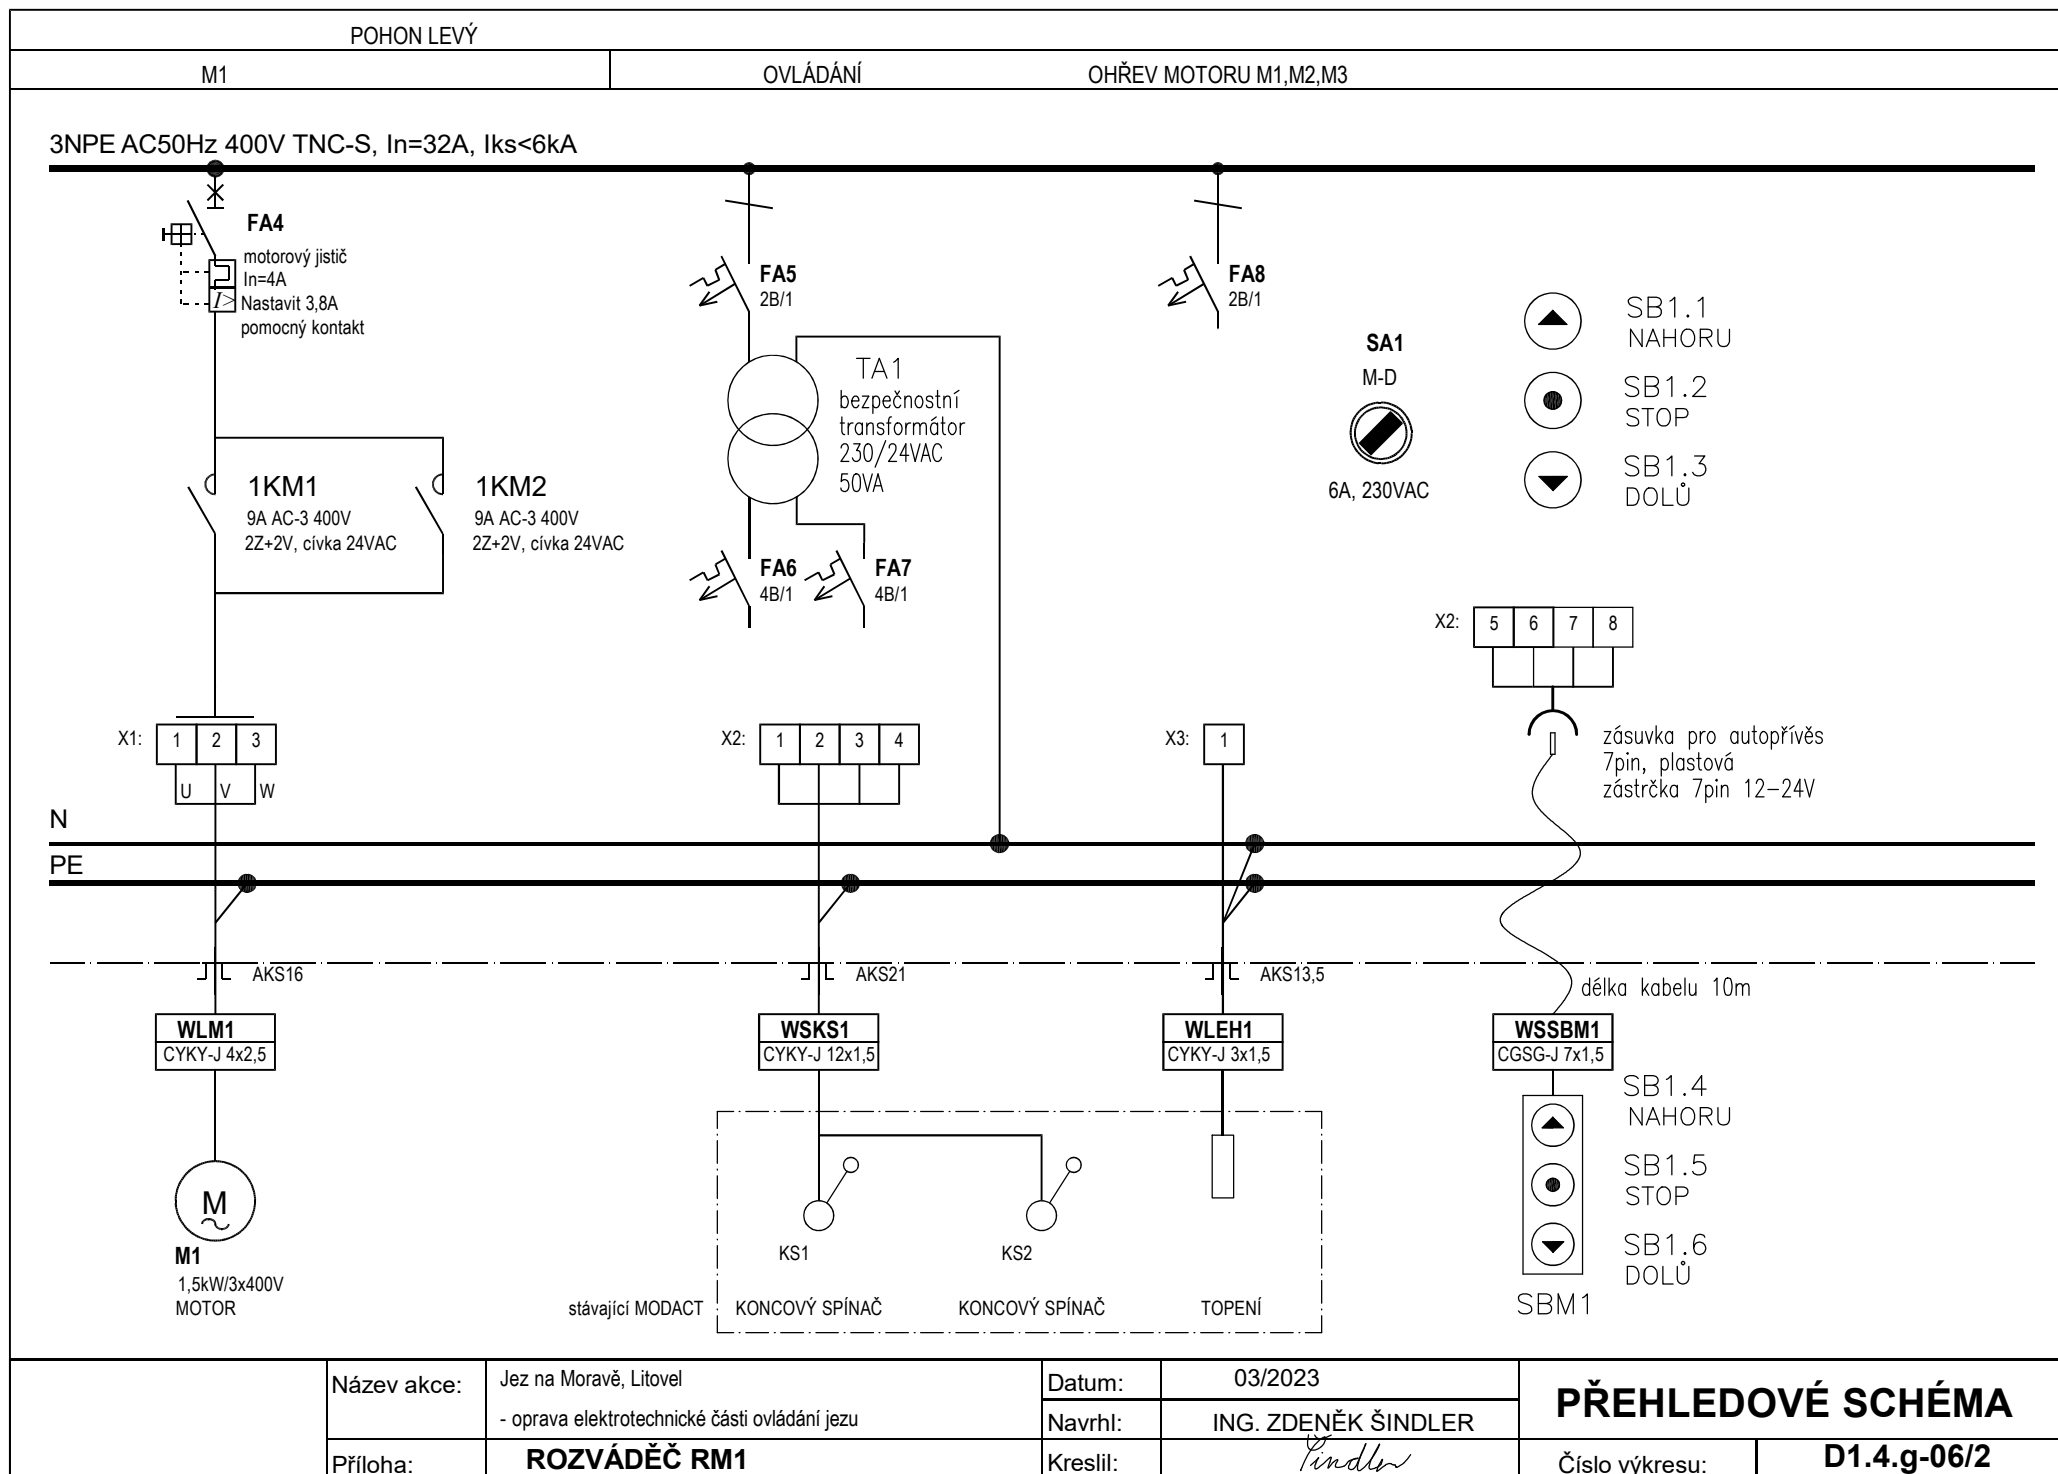 POHON LEVÝ
M1
OVLÁDÁNÍ
OHŘEV MOTORU M1,M2,M3
3NPE AC50Hz 400V TNC-S, In=32A, Iks<6kA
FA4
motorový jistič
In=4A
I> Nastavit 3,8A
pomocný kontakt
FA5
2B/1
FA8
2B/1
TA1
bezpečnostní
transformátor
230/24VAC
50VA
SA1
M-D
6A, 230VAC
SB1.1
NAHORU
SB1.2
STOP
SB1.3
DOLŮ
1KM1
9A AC-3 400V
2Z+2V, cívka 24VAC
1KM2
9A AC-3 400V
2Z+2V, cívka 24VAC
FA6
4B/1
FA7
4B/1
X2: 5 6 7 8
X1: 1 2 3
U V W
X2: 1 2 3 4
X3: 1
zásuvka pro autopřívěs
7pin, plastová
zástrčka 7pin 12-24V
N
PE
AKS16
AKS21
AKS13,5
délka kabelu 10m
WLM1
CYKY-J 4x2,5
WSKS1
CYKY-J 12x1,5
WLEH1
CYKY-J 3x1,5
WSSBM1
CGSG-J 7x1,5
SB1.4
NAHORU
SB1.5
STOP
SB1.6
DOLŮ
SBM1
M
M1
1,5kW/3x400V
MOTOR
KS1
KS2
stávající MODACT
KONCOVÝ SPÍNAČ
KONCOVÝ SPÍNAČ
TOPENÍ
Název akce:
Jez na Moravě, Litovel
- oprava elektrotechnické části ovládání jezu
Datum: 03/2023
Navrhl: ING. ZDENĚK ŠINDLER
PŘEHLEDOVÉ SCHÉMA
Příloha: ROZVÁDĚČ RM1
Kreslil: Šindler
Číslo výkresu: D1.4.g-06/2